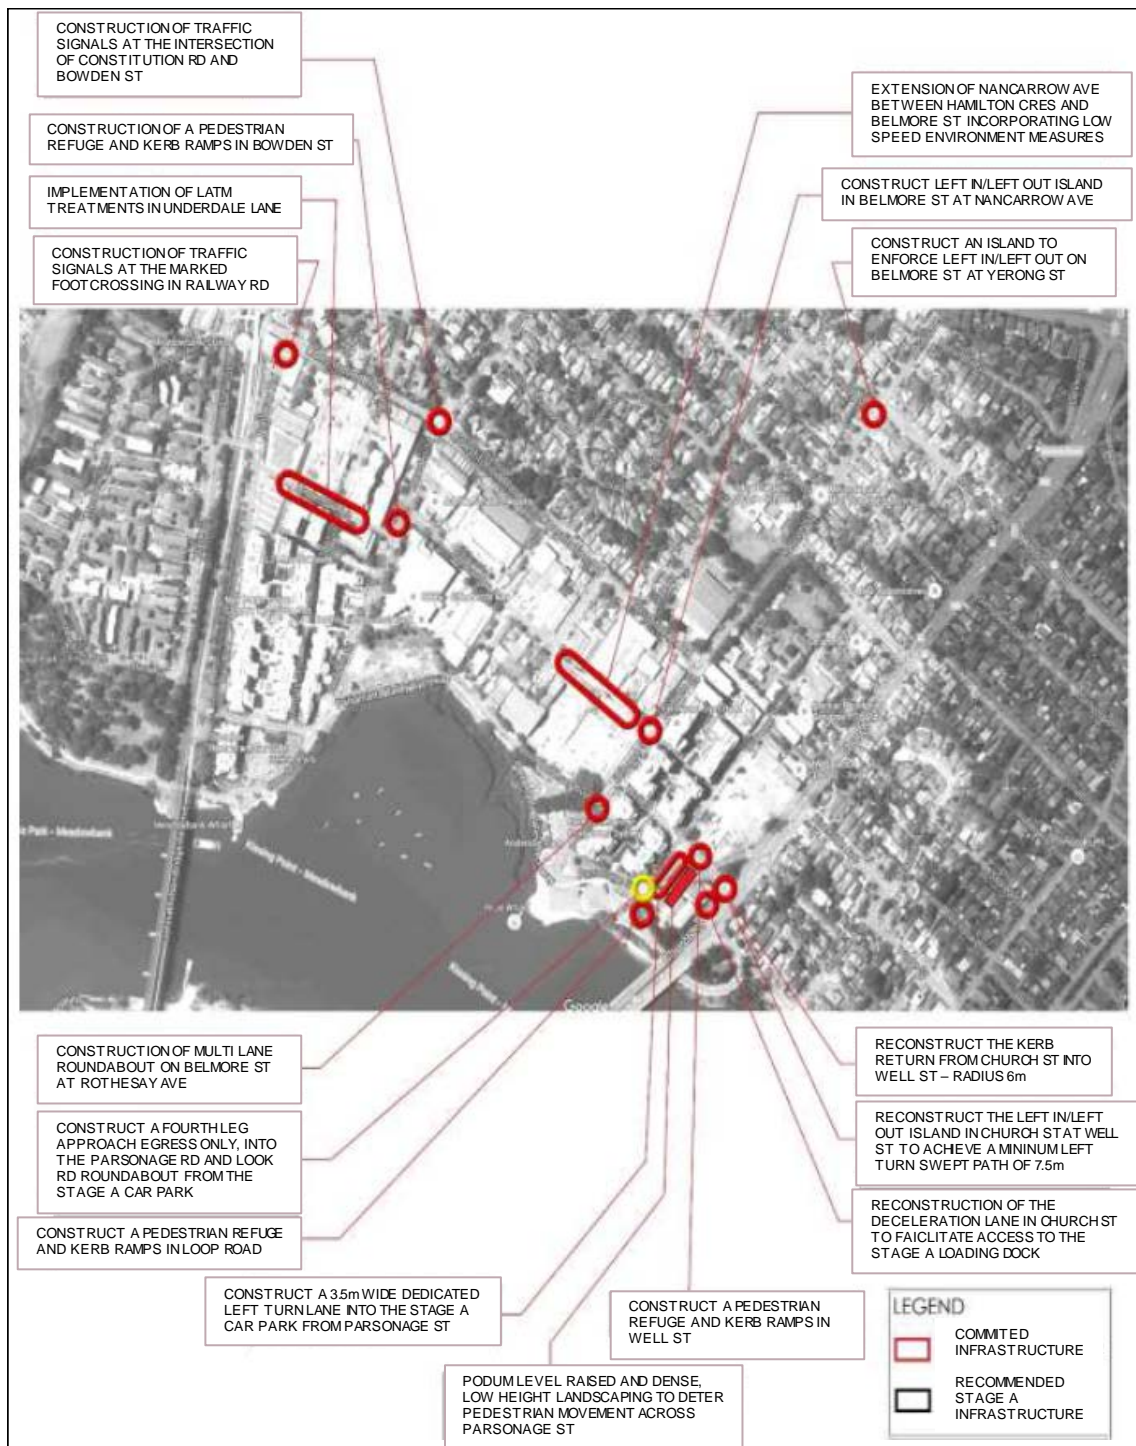 CONSTRUCTION OF TRAFFIC
SIGNALS AT THE INTERSECTION
OF CONSTITUTION RD AND
BOWDEN ST
EXTENSION OF NANCARROW AVE
BETWEEN HAMILTON CRES AND
BELMORE ST INCORPORATING LOW
SPEED ENVIRONMENT MEASURES
CONSTRUCTION OF A PEDESTRIAN
REFUGE AND KERB RAMPS IN BOWDEN ST
CONSTRUCT LEFT IN/LEFT OUT ISLAND
IN BELMORE ST AT NANCARROW AVE
IMPLEMENTATION OF LATM
TREATMENTS IN UNDERDALE LANE
CONSTRUCT AN ISLAND TO
ENFORCE LEFT IN/LEFT OUT ON
BELMORE ST AT YERONG ST
CONSTRUCTION OF TRAFFIC
SIGNALS AT THE MARKED
FOOTCROSSING IN RAILWAY RD
Park - Meadowbank
Kissing Point - Meadowbank
Kissing Point -
Google
CONSTRUCTION OF MULTI LANE
ROUNDABOUT ON BELMORE ST
AT ROTHESAY AVE
RECONSTRUCT THE KERB
RETURN FROM CHURCH ST INTO
WELL ST – RADIUS 6m
CONSTRUCT A FOURTH LEG
APPROACH EGRESS ONLY, INTO
THE PARSONAGE RD AND LOOK
RD ROUNDABOUT FROM THE
STAGE A CAR PARK
RECONSTRUCT THE LEFT IN/LEFT
OUT ISLAND IN CHURCH ST AT WELL
ST TO ACHIEVE A MININUM LEFT
TURN SWEPT PATH OF 7.5m
CONSTRUCT A PEDESTRIAN REFUGE
AND KERB RAMPS IN LOOP ROAD
RECONSTRUCTION OF THE
DECELERATION LANE IN CHURCH ST
TO FAICLITATE ACCESS TO THE
STAGE A LOADING DOCK
CONSTRUCT A 3.5m WIDE DEDICATED
LEFT TURN LANE INTO THE STAGE A
CAR PARK FROM PARSONAGE ST
CONSTRUCT A PEDESTRIAN
REFUGE AND KERB RAMPS IN
WELL ST
PODUM LEVEL RAISED AND DENSE,
LOW HEIGHT LANDSCAPING TO DETER
PEDESTRIAN MOVEMENT ACROSS
PARSONAGE ST
LEGEND
COMMITED
INFRASTRUCTURE
RECOMMENDED
STAGE A
INFRASTRUCTURE